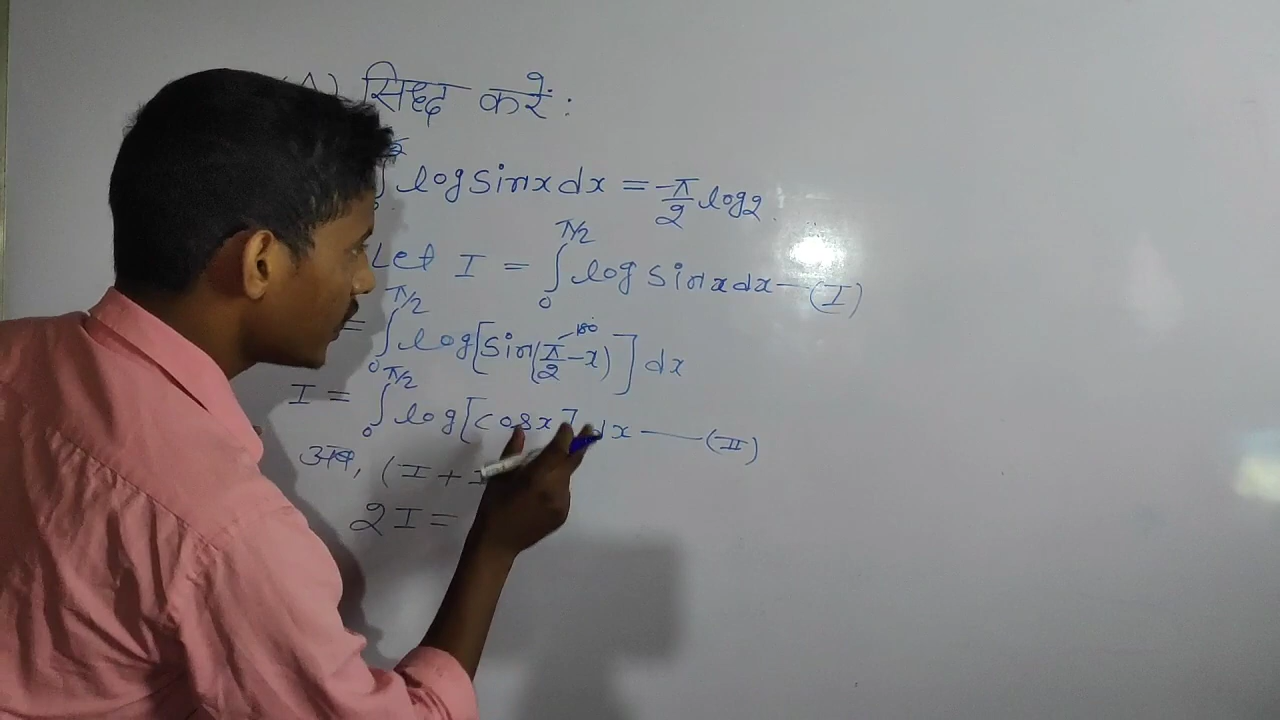 (A) सिद्ध करें :
∫ log sinx dx = -π/2 log2
Let I = ∫₀^π/2 log sinx dx —(I)
= ∫₀^π/2 log[sin(π/2 - x)] dx
180
I = ∫₀^π/2 log[cosx] dx —(II)
अब, (I +
2I =